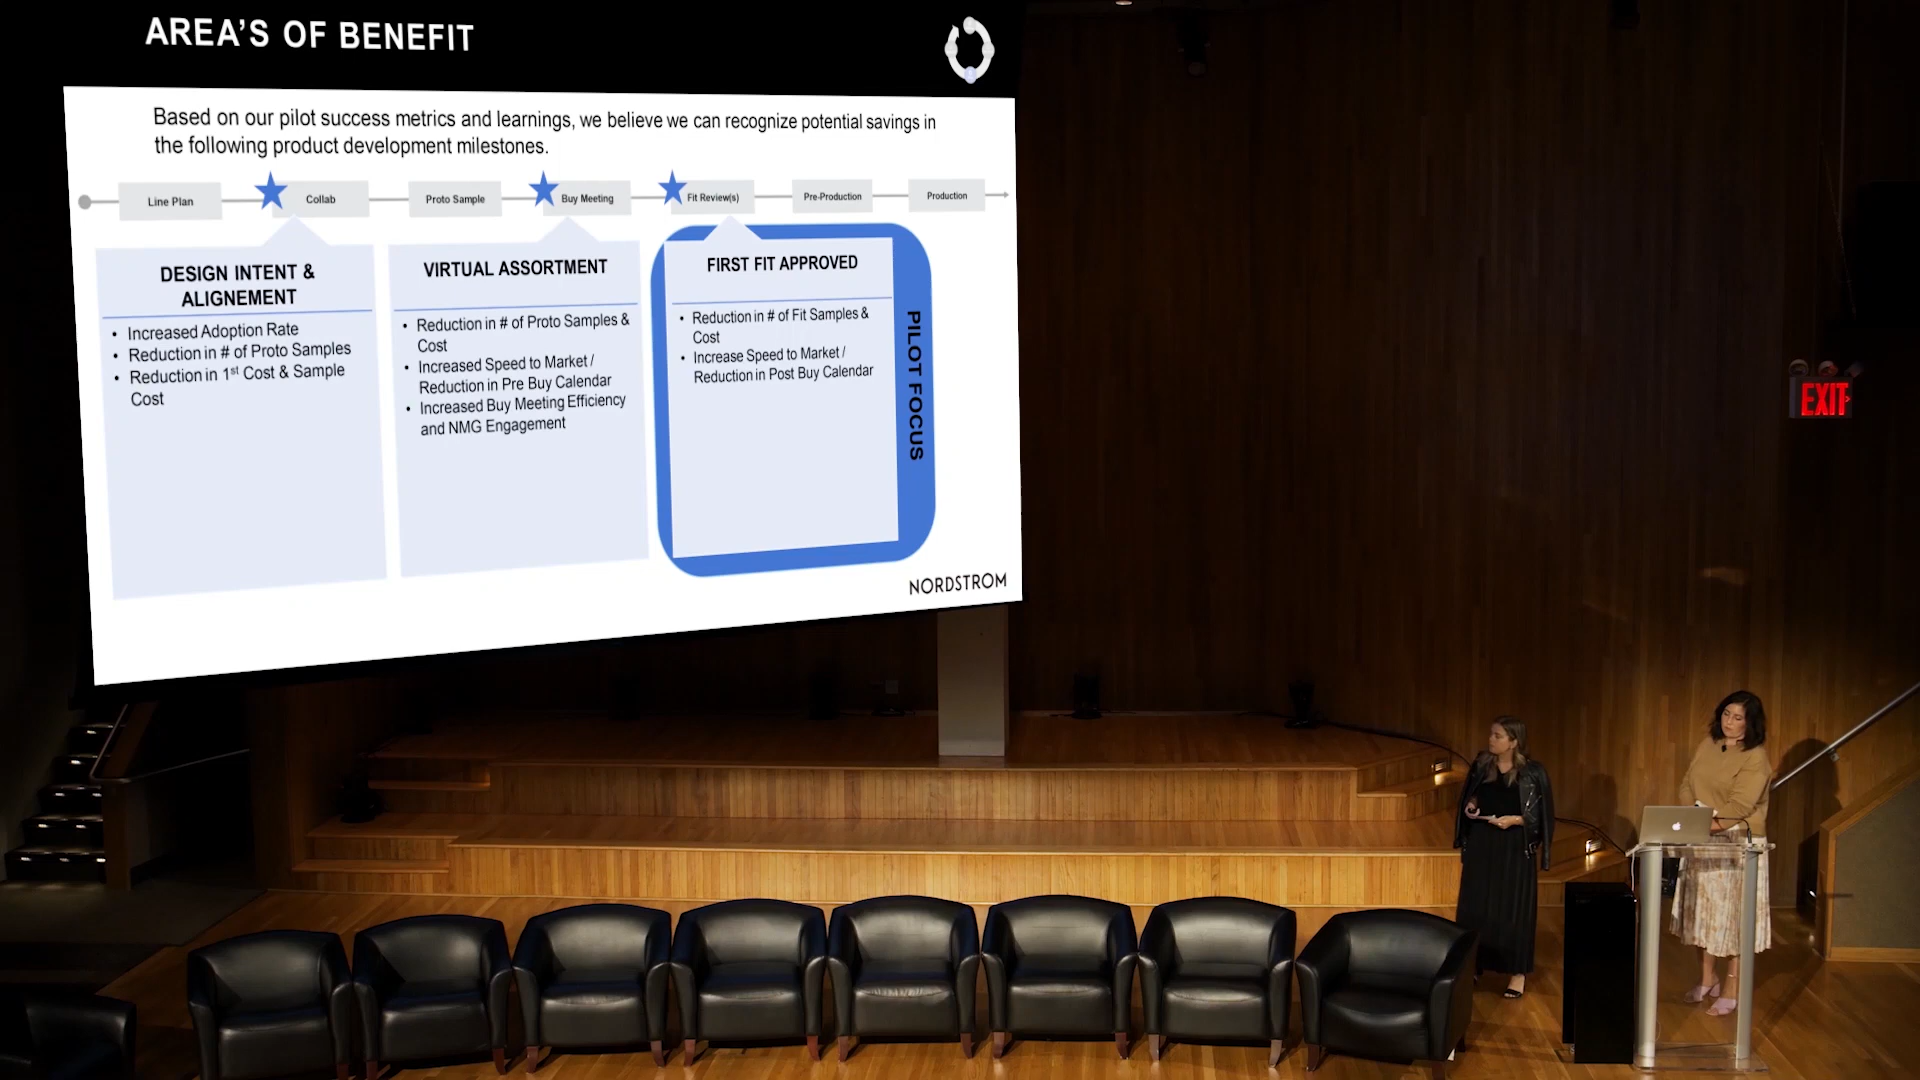 AREA'S OF BENEFIT
Based on our pilot success metrics and learnings, we believe we can recognize potential savings in
the following product development milestones.
Line Plan
Collab
Proto Sample
Buy Meeting
Fit Review(s)
Pre-Production
Production
DESIGN INTENT &
ALIGNEMENT
• Increased Adoption Rate
• Reduction in # of Proto Samples
• Reduction in 1st Cost & Sample
Cost
VIRTUAL ASSORTMENT
• Reduction in # of Proto Samples &
Cost
• Increased Speed to Market /
Reduction in Pre Buy Calendar
• Increased Buy Meeting Efficiency
and NMG Engagement
FIRST FIT APPROVED
• Reduction in # of Fit Samples &
Cost
• Increase Speed to Market /
Reduction in Post Buy Calendar
PILOT FOCUS
NORDSTROM
EXIT